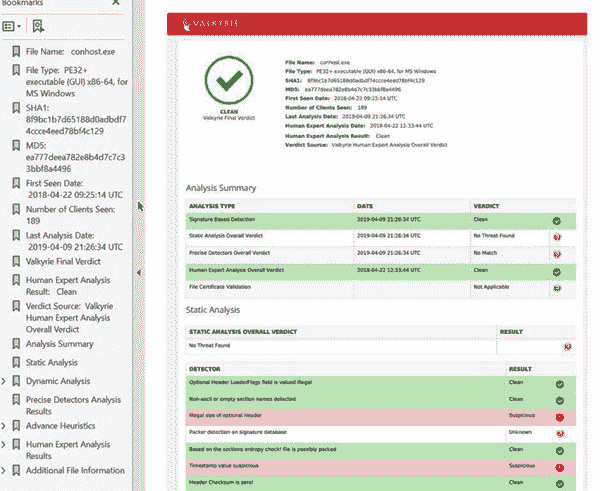 Bookmarks
File Name: conhost.exe
File Type: PE32+
executable (GUI) x86-64, for
MS Windows
SHA1:
8f9bc1b7d65188d0adbdf7
4ccce4eed78bf4c129
MD5:
ea777deea782e8b4d7c7c3
3bbf8a4496
First Seen Date:
2018-04-22 09:25:14 UTC
Number of Clients Seen:
189
Last Analysis Date:
2019-04-09 21:26:34 UTC
Valkyrie Final Verdict
Human Expert Analysis
Result: Clean
Verdict Source: Valkyrie
Human Expert Analysis
Overall Verdict
Analysis Summary
Static Analysis
Dynamic Analysis
Precise Detectors Analysis
Results
Advance Heuristics
Human Expert Analysis
Results
Additional File Information
VALKYRIE
CLEAN
Valkyrie Final Verdict
File Name: conhost.exe
File Type: PE32+ executable (GUI) x86-64, for MS Windows
SHA1: 8f9bc1b7d65188d0adbdf74ccce4eed78bf4c129
MD5: ea777deea782e8b4d7c7c33bbf8a4496
First Seen Date: 2018-04-22 09:25:14 UTC
Number of Clients Seen: 189
Last Analysis Date: 2019-04-09 21:26:34 UTC
Human Expert Analysis Date: 2018-04-22 12:33:44 UTC
Human Expert Analysis Result: Clean
Verdict Source: Valkyrie Human Expert Analysis Overall Verdict
Analysis Summary
ANALYSIS TYPE DATE VERDICT
Signature Based Detection 2019-04-09 21:26:34 UTC Clean
Static Analysis Overall Verdict 2019-04-09 21:26:34 UTC No Threat Found
Precise Detectors Overall Verdict 2019-04-09 21:26:34 UTC No Match
Human Expert Analysis Overall Verdict 2018-04-22 12:33:44 UTC Clean
File Certificate Validation Not Applicable
Static Analysis
STATIC ANALYSIS OVERALL VERDICT RESULT
No Threat Found
DETECTOR RESULT
Optional Header LoaderFlags field is valued illegal Clean
Non-ascii or empty section names detected Clean
Illegal size of optional header Suspicious
Packer detection on signature database Unknown
Based on the sections entropy check! file is possibly packed Clean
Timestamp value suspicious Suspicious
Header Checksum is zero! Clean